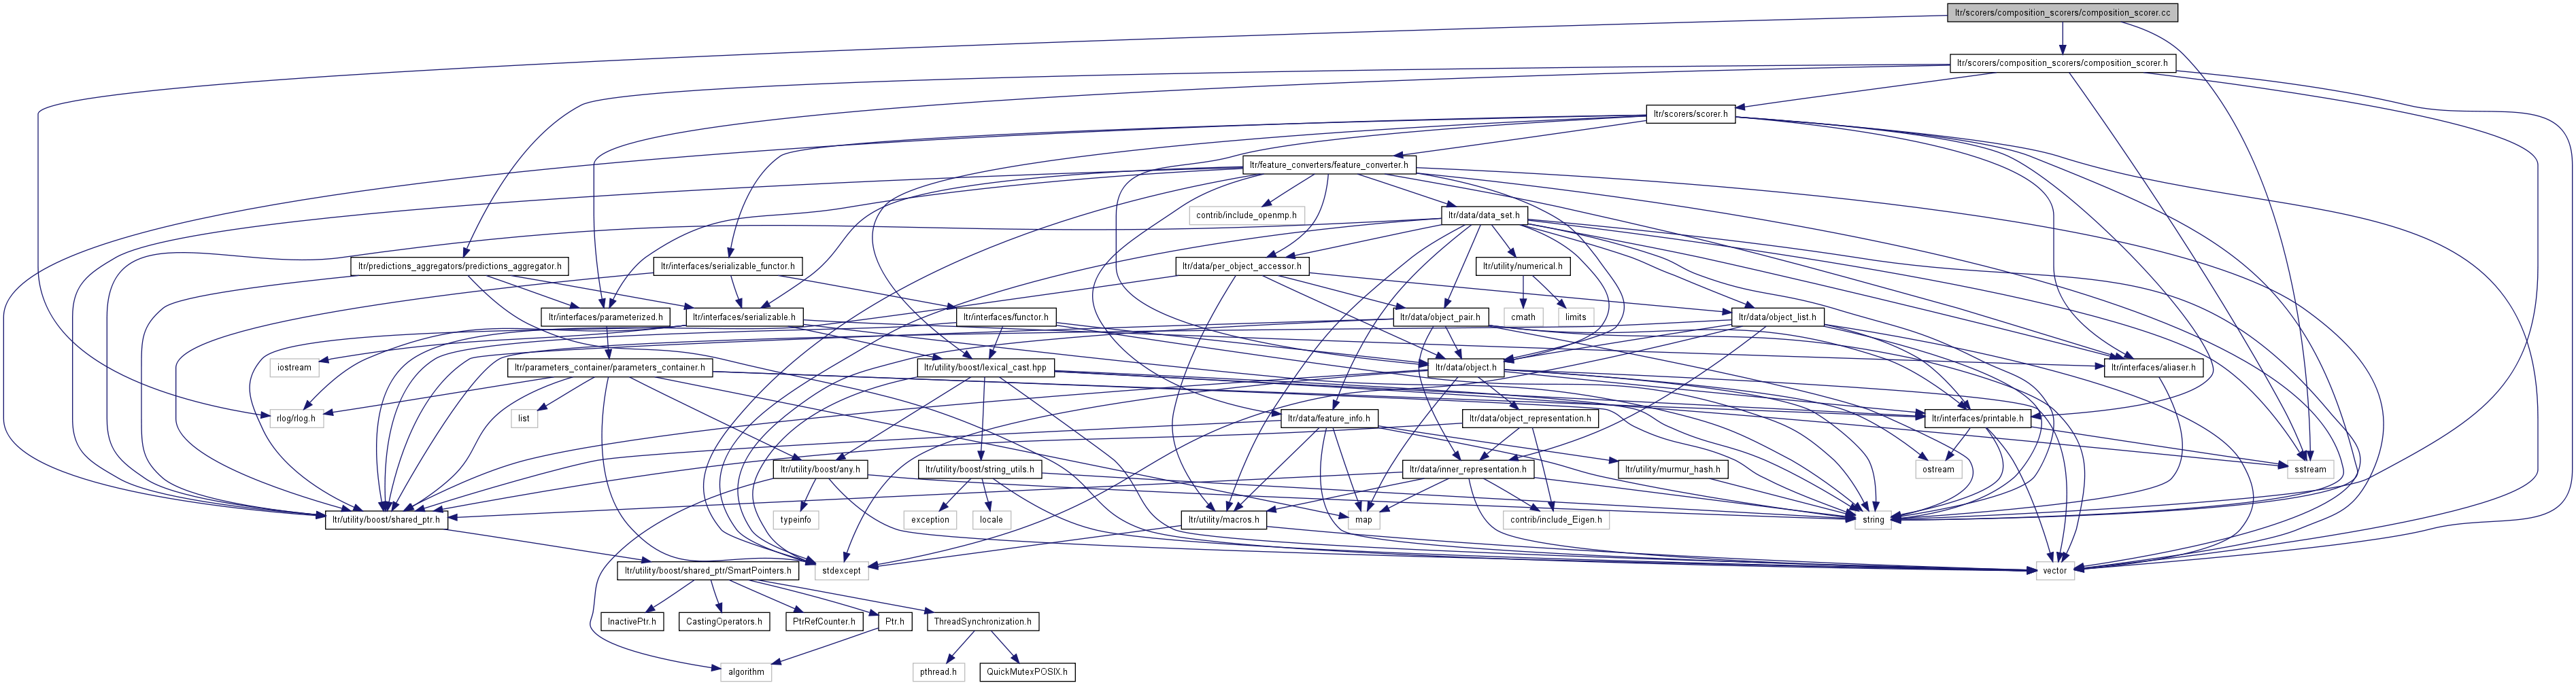 ltr/scorers/composition_scorers/composition_scorer.cc
ltr/scorers/composition_scorers/composition_scorer.h
ltr/scorers/scorer.h
ltr/feature_converters/feature_converter.h
contrib/include_openmp.h
ltr/data/data_set.h
ltr/predictions_aggregators/predictions_aggregator.h
ltr/interfaces/serializable_functor.h
ltr/data/per_object_accessor.h
ltr/utility/numerical.h
ltr/interfaces/parameterized.h
ltr/interfaces/serializable.h
ltr/interfaces/functor.h
ltr/data/object_pair.h
cmath
limits
ltr/data/object_list.h
iostream
ltr/parameters_container/parameters_container.h
ltr/utility/boost/lexical_cast.hpp
ltr/data/object.h
ltr/interfaces/aliaser.h
rlog/rlog.h
list
ltr/data/feature_info.h
ltr/data/object_representation.h
ltr/interfaces/printable.h
ltr/utility/boost/any.h
ltr/utility/boost/string_utils.h
ltr/data/inner_representation.h
ltr/utility/murmur_hash.h
ostream
sstream
ltr/utility/boost/shared_ptr.h
typeinfo
exception
locale
ltr/utility/macros.h
map
contrib/include_Eigen.h
string
ltr/utility/boost/shared_ptr/SmartPointers.h
stdexcept
vector
InactivePtr.h
CastingOperators.h
PtrRefCounter.h
Ptr.h
ThreadSynchronization.h
algorithm
pthread.h
QuickMutexPOSIX.h